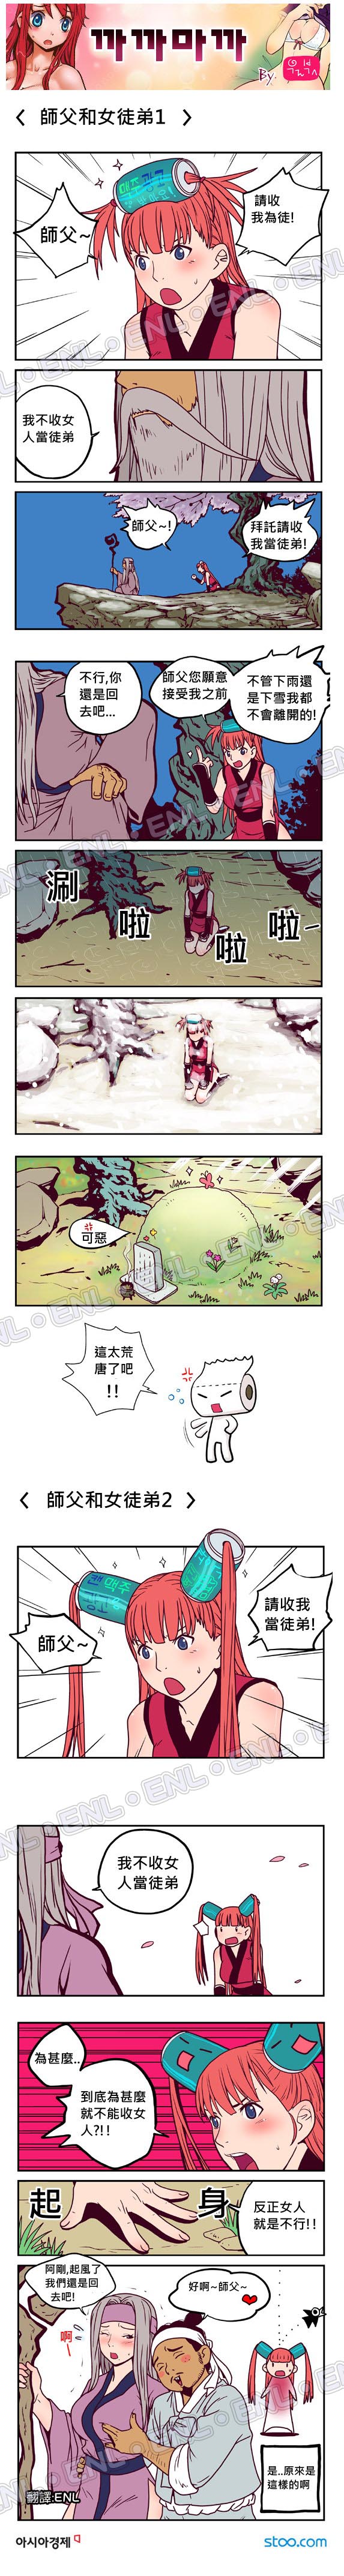 까까마까
By.
〈 師父和女徒弟1 〉
師父~
請收
我為徒!
我不收女
人當徒弟
師父~!
拜託請收
我當徒弟!
不行,你
還是回
去吧...
師父您願意
接受我之前
不管下雨還
是下雪我都
不會離開的!
涮
啦
啦
啦
可惡
這太荒
唐了吧
!!
〈 師父和女徒弟2 〉
캔 맥주
師父~
請收我
當徒弟!
我不收女
人當徒弟
為甚麼..
到底為甚麼
就不能收女
人?!!
起 身
反正女人
就是不行!!
阿剛,起風了
我們還是回
去吧!
啊
好啊~師父~
是..原來是
這樣的啊
翻譯:ENL
ENL
아시아경제
stoo.com